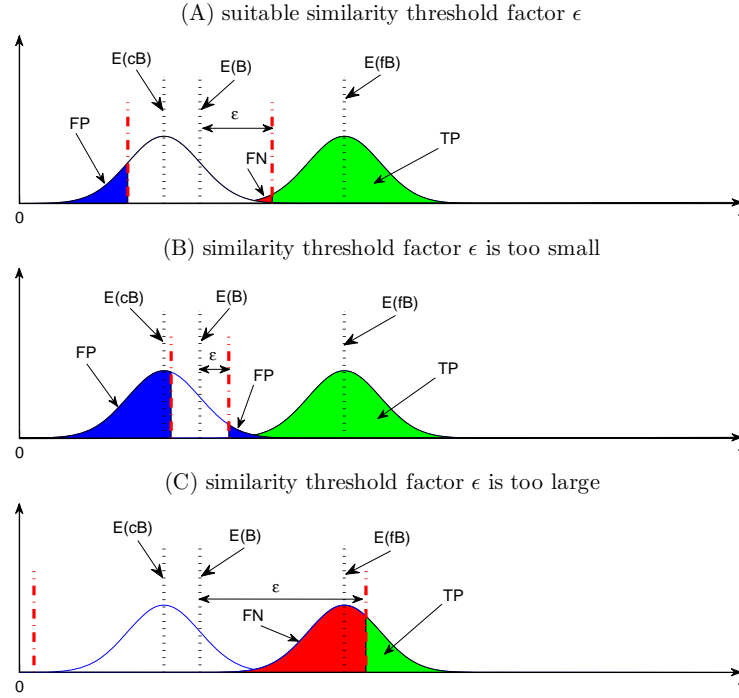 (A) suitable similarity threshold factor ϵ
E(cB)
E(B)
E(fB)
ε
FP
TP
FN
0
(B) similarity threshold factor ϵ is too small
E(cB)
E(B)
E(fB)
FP
ε
FP
TP
0
(C) similarity threshold factor ϵ is too large
E(cB)
E(B)
E(fB)
ε
FN
TP
0